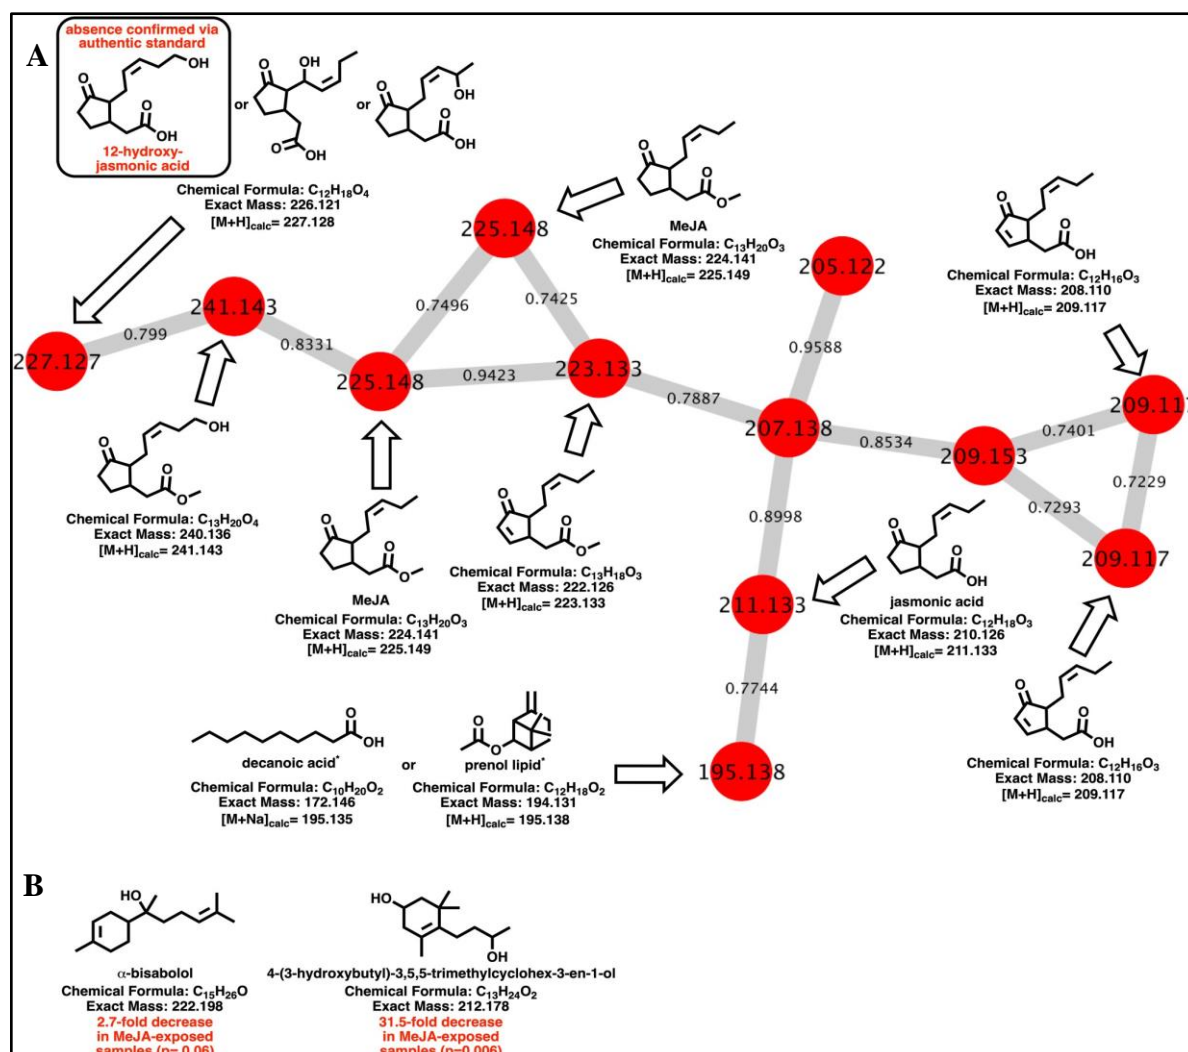 A
absence confirmed via
authentic standard
OH
O
O
OH
12-hydroxy-
jasmonic acid
or
O
OH
O
OH
or
O
OH
O
OH
Chemical Formula: C₁₂H₁₈O₄
Exact Mass: 226.121
[M+H]calc= 227.128
O
O
O
MeJA
Chemical Formula: C₁₃H₂₀O₃
Exact Mass: 224.141
[M+H]calc= 225.149
O
O
OH
Chemical Formula: C₁₂H₁₆O₃
Exact Mass: 208.110
[M+H]calc= 209.117
225.148
205.122
241.143
0.7496
0.7425
0.799
0.8331
0.9588
227.127
225.148
0.9423
223.133
0.7887
207.138
0.8534
209.153
0.7401
209.117
0.7229
0.7293
209.117
0.8998
211.133
0.7744
195.138
OH
O
O
O
Chemical Formula: C₁₃H₂₀O₄
Exact Mass: 240.136
[M+H]calc= 241.143
O
O
O
MeJA
Chemical Formula: C₁₃H₂₀O₃
Exact Mass: 224.141
[M+H]calc= 225.149
O
O
O
Chemical Formula: C₁₃H₁₈O₃
Exact Mass: 222.126
[M+H]calc= 223.133
O
O
OH
jasmonic acid
Chemical Formula: C₁₂H₁₈O₃
Exact Mass: 210.126
[M+H]calc= 211.133
O
O
OH
Chemical Formula: C₁₂H₁₆O₃
Exact Mass: 208.110
[M+H]calc= 209.117
O
OH
decanoic acid*
Chemical Formula: C₁₀H₂₀O₂
Exact Mass: 172.146
[M+Na]calc= 195.135
or
O
O
prenol lipid*
Chemical Formula: C₁₂H₁₈O₂
Exact Mass: 194.131
[M+H]calc= 195.138
B
HO
α-bisabolol
Chemical Formula: C₁₅H₂₆O
Exact Mass: 222.198
2.7-fold decrease
in MeJA-exposed
samples (p= 0.06)
HO
OH
4-(3-hydroxybutyl)-3,5,5-trimethylcyclohex-3-en-1-ol
Chemical Formula: C₁₃H₂₄O₂
Exact Mass: 212.178
31.5-fold decrease
in MeJA-exposed
samples (p=0.006)